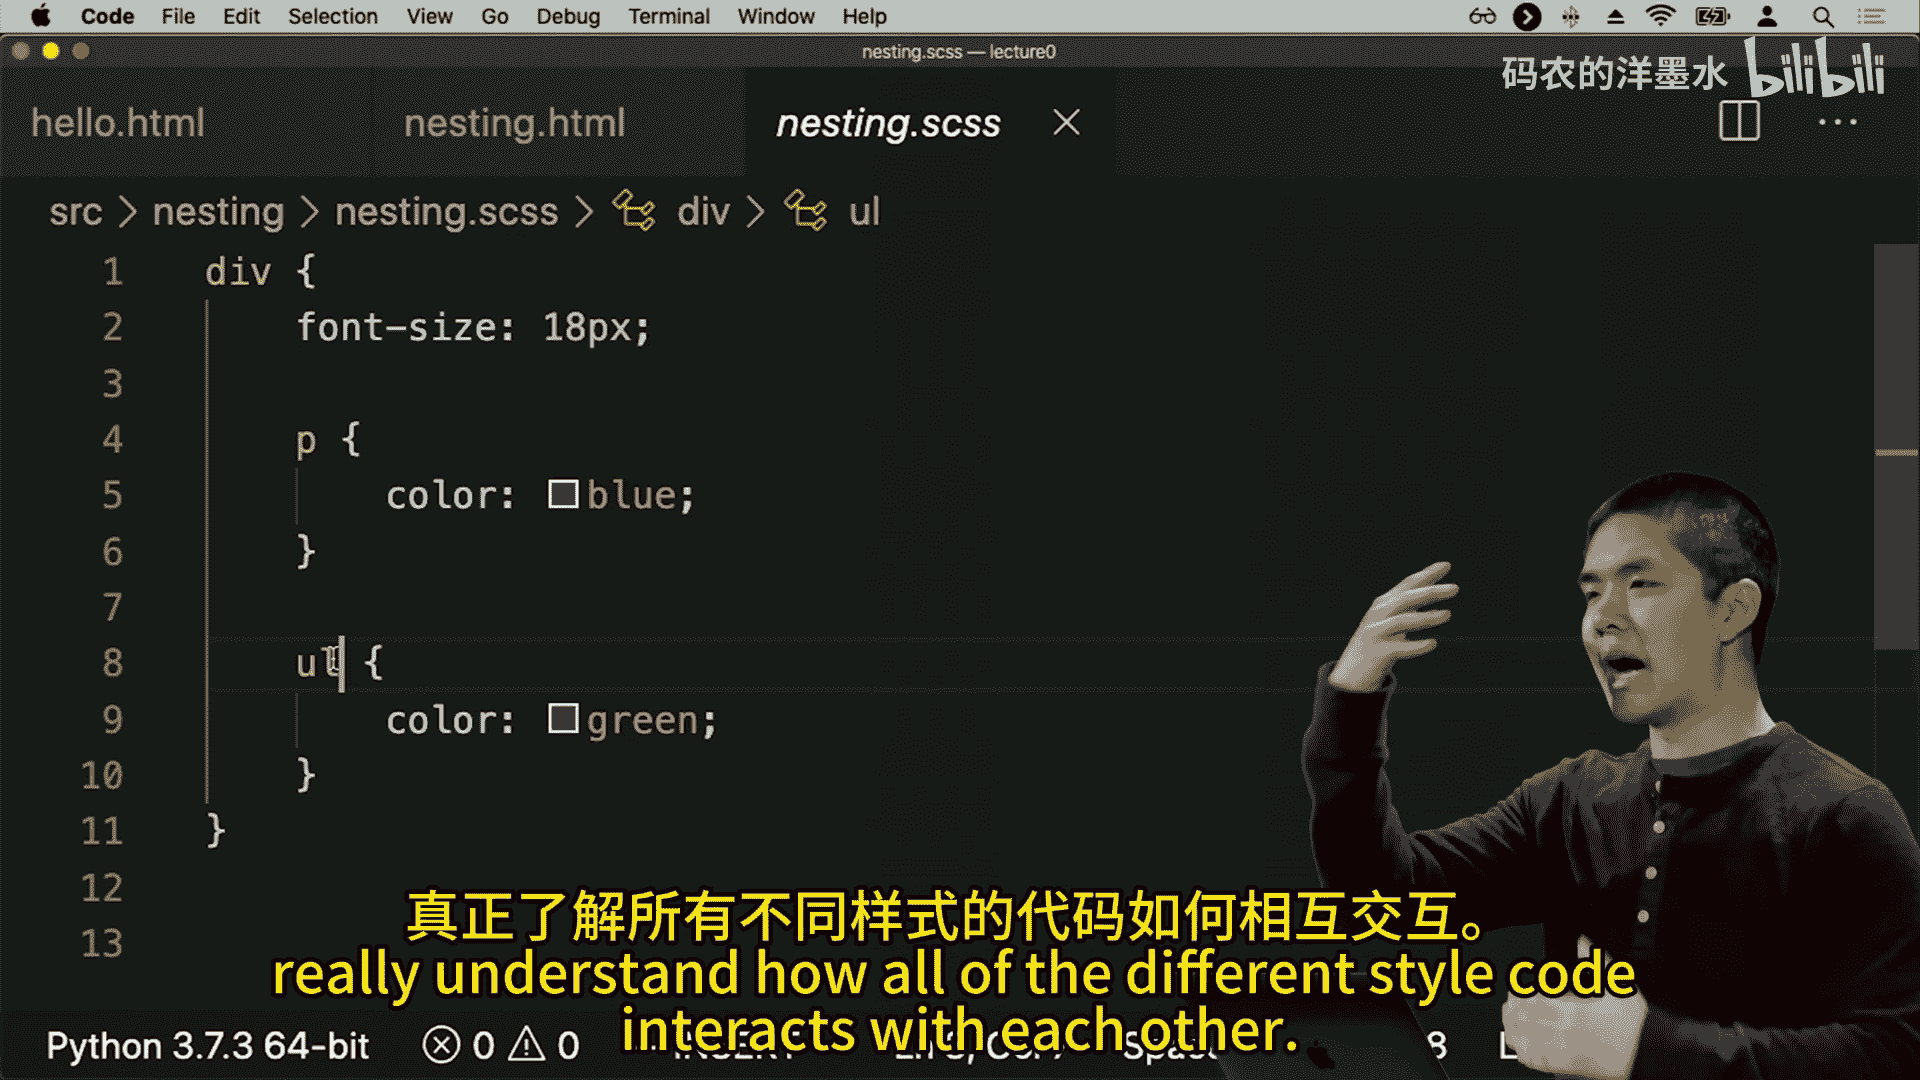 Code File Edit Selection View Go Debug Terminal Window Help
nesting.scss — lecture0
码农的洋墨水 bilibili
hello.html nesting.html nesting.scss
src > nesting > nesting.scss > div > ul
1 div {
2 font-size: 18px;
3
4 p {
5 color: blue;
6 }
7
8 ul {
9 color: green;
10 }
11 }
12
13
真正了解所有不同样式的代码如何相互交互。
really understand how all of the different style code
interacts with each other.
Python 3.7.3 64-bit 0 0